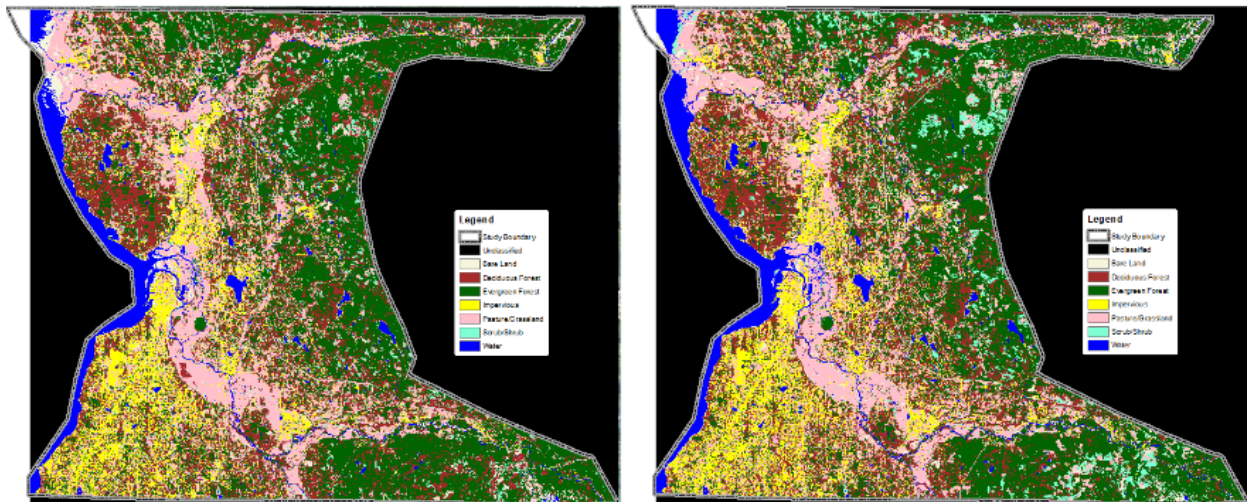 Legend
Study Boundary
Unclassified
Bare Land
Deciduous Forest
Evergreen Forest
Impervious
Pasture/Grassland
Scrub/Shrub
Water
Legend
Study Boundary
Unclassified
Bare Land
Deciduous Forest
Evergreen Forest
Impervious
Pasture/Grassland
Scrub/Shrub
Water